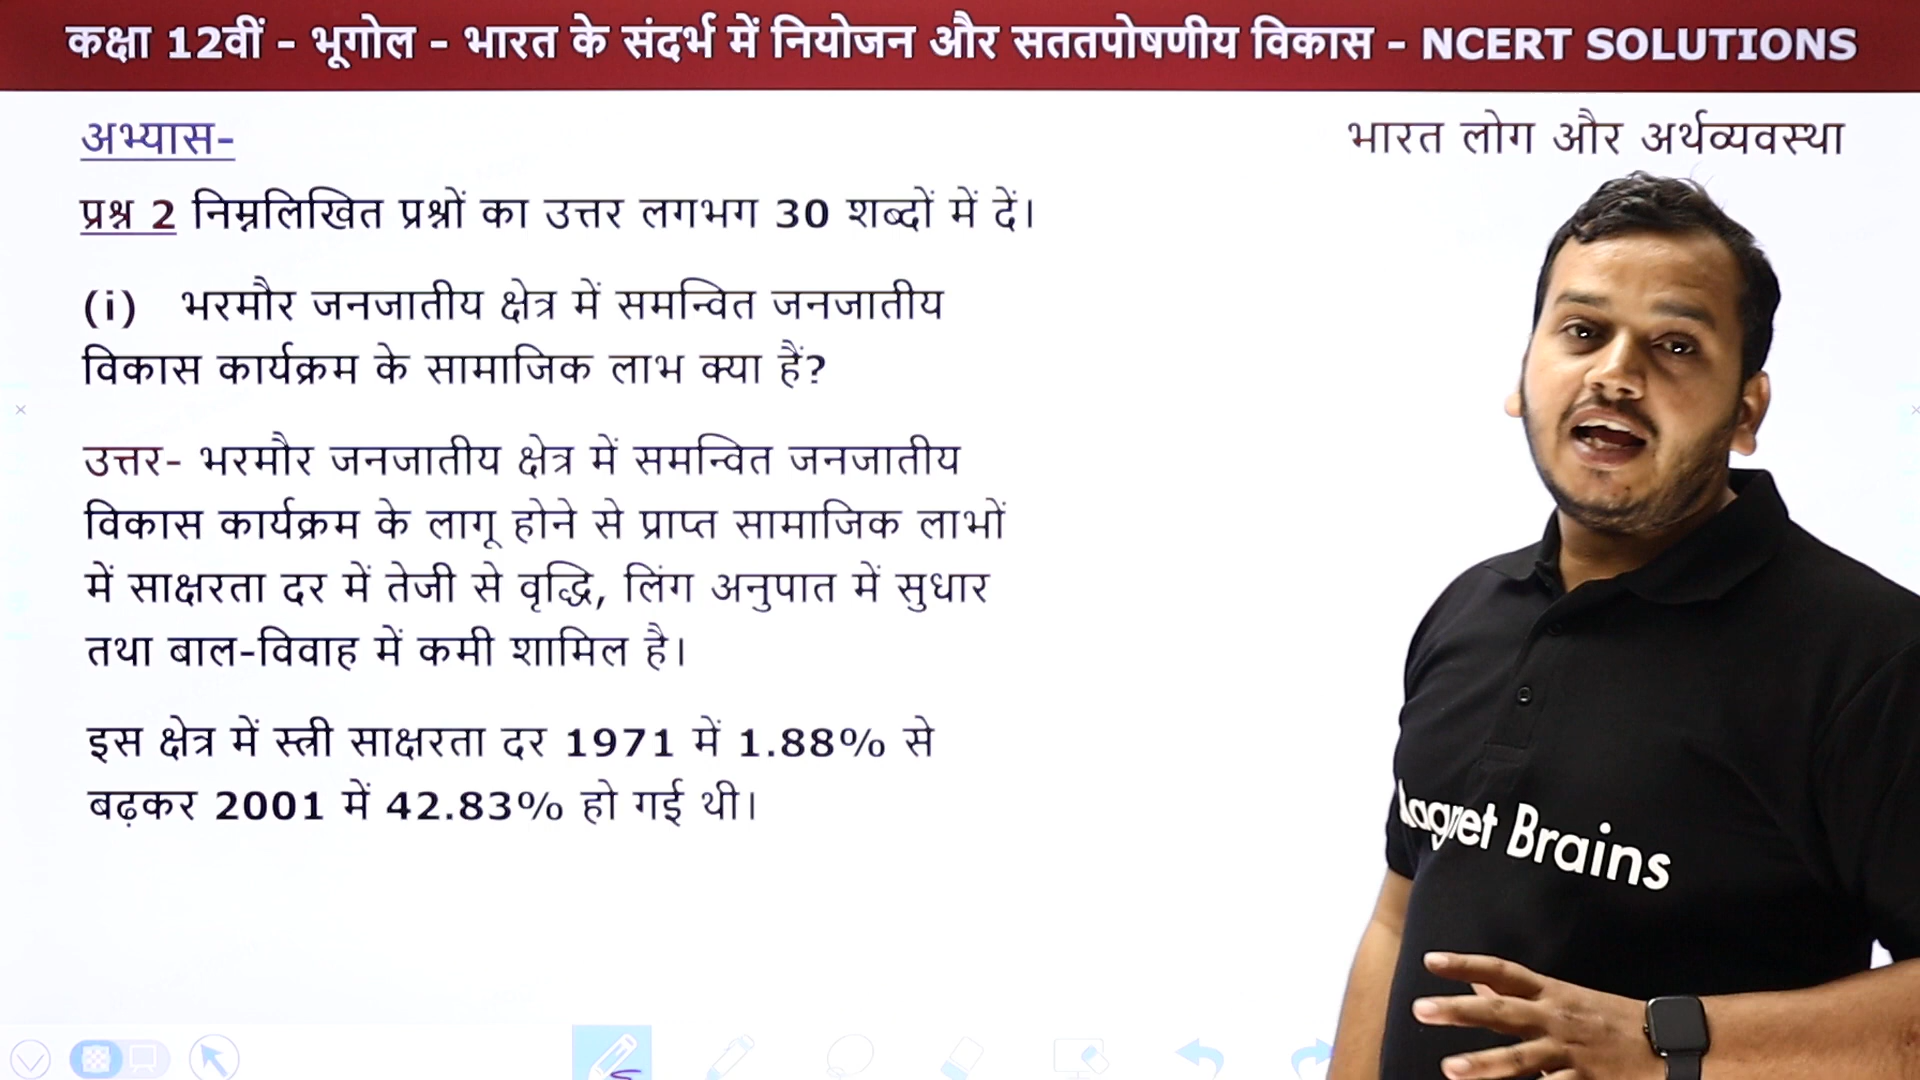 कक्षा 12वीं - भूगोल - भारत के संदर्भ में नियोजन और सततपोषणीय विकास - NCERT SOLUTIONS
अभ्यास-
भारत लोग और अर्थव्यवस्था
प्रश्न 2 निम्नलिखित प्रश्नों का उत्तर लगभग 30 शब्दों में दें।
(i) भरमौर जनजातीय क्षेत्र में समन्वित जनजातीय
विकास कार्यक्रम के सामाजिक लाभ क्या हैं?
उत्तर- भरमौर जनजातीय क्षेत्र में समन्वित जनजातीय
विकास कार्यक्रम के लागू होने से प्राप्त सामाजिक लाभों
में साक्षरता दर में तेजी से वृद्धि, लिंग अनुपात में सुधार
तथा बाल-विवाह में कमी शामिल है।
इस क्षेत्र में स्त्री साक्षरता दर 1971 में 1.88% से
बढ़कर 2001 में 42.83% हो गई थी।
agnet Brains